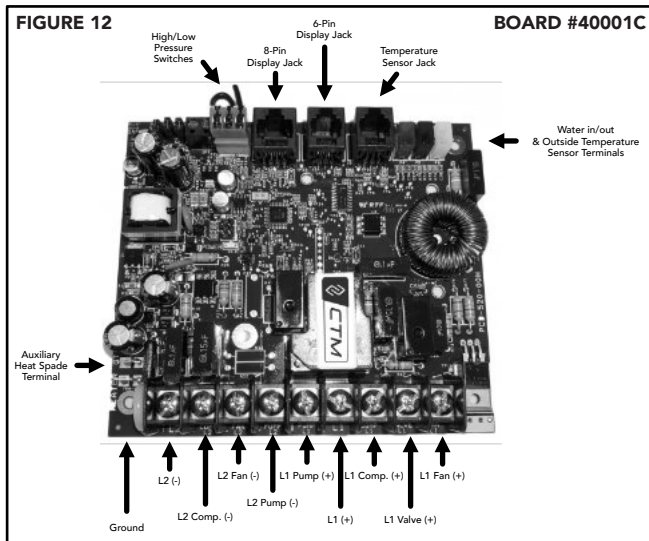 FIGURE 12
BOARD #40001C
High/Low
Pressure
Switches
8-Pin
Display Jack
6-Pin
Display Jack
Temperature
Sensor Jack
Water in/out
& Outside Temperature
Sensor Terminals
CTM
Auxiliary
Heat Spade
Terminal
L2 (-)
L2 Fan (-)
L1 Pump (+)
L1 Comp. (+)
L1 Fan (+)
L2 Comp. (-)
L2 Pump (-)
L1 (+)
L1 Valve (+)
Ground